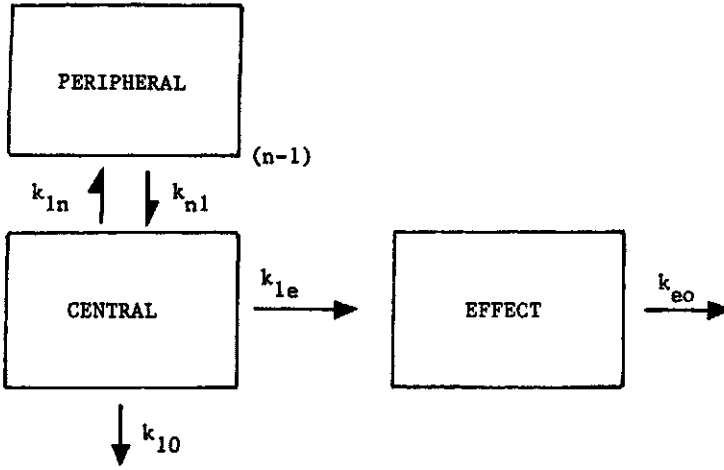 PERIPHERAL
(n-1)
k1n
kn1
CENTRAL
k1e
EFFECT
keo
k10